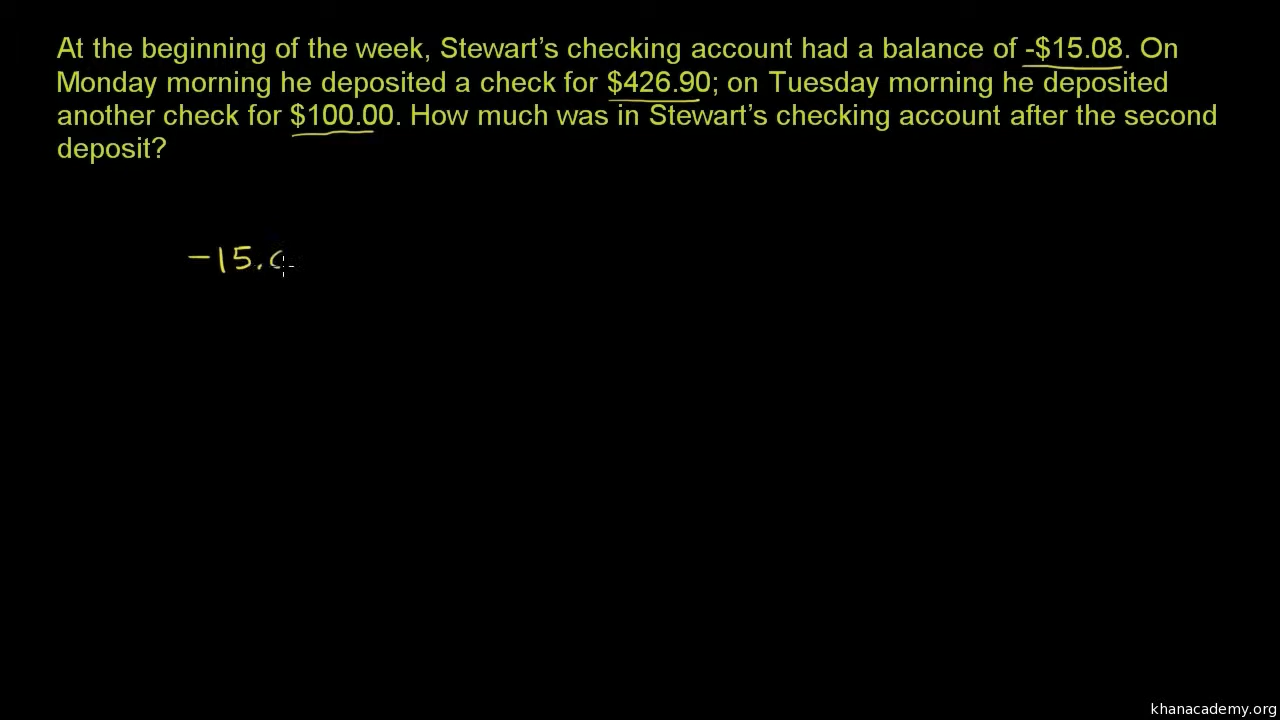 At the beginning of the week, Stewart’s checking account had a balance of -$15.08. On
Monday morning he deposited a check for $426.90; on Tuesday morning he deposited
another check for $100.00. How much was in Stewart’s checking account after the second
deposit?
-15.
khanacademy.org